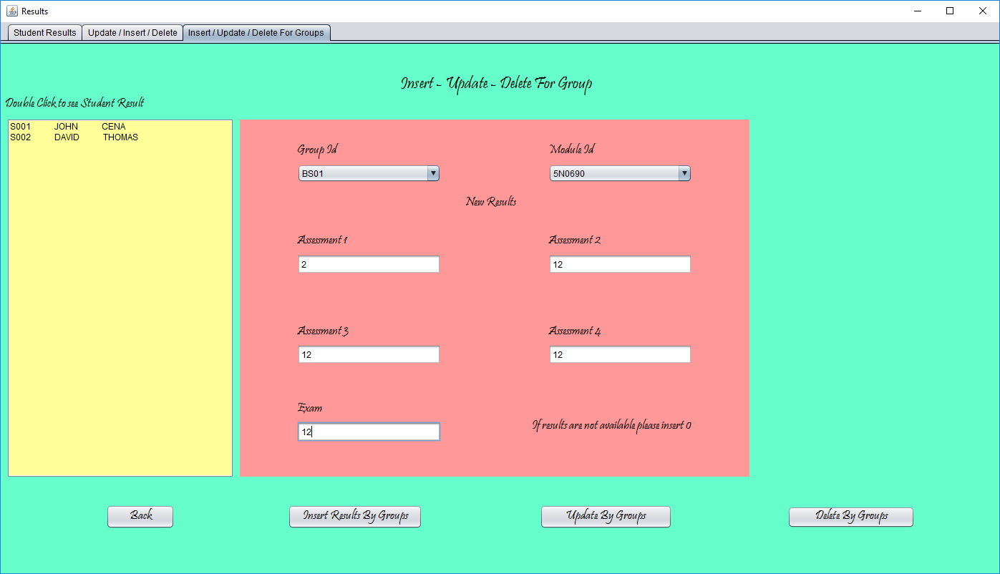 Results
Student Results Update / Insert / Delete Insert / Update / Delete For Groups
Insert - Update - Delete For Group
Double Click to see Student Result
S001 JOHN CENA
S002 DAVID THOMAS
Group Id Module Id
BS01 5N0690
New Results
Assessment 1 Assessment 2
2 12
Assessment 3 Assessment 4
12 12
Exam
If results are not available please insert 0
12
Back Insert Results By Groups Update By Groups Delete By Groups